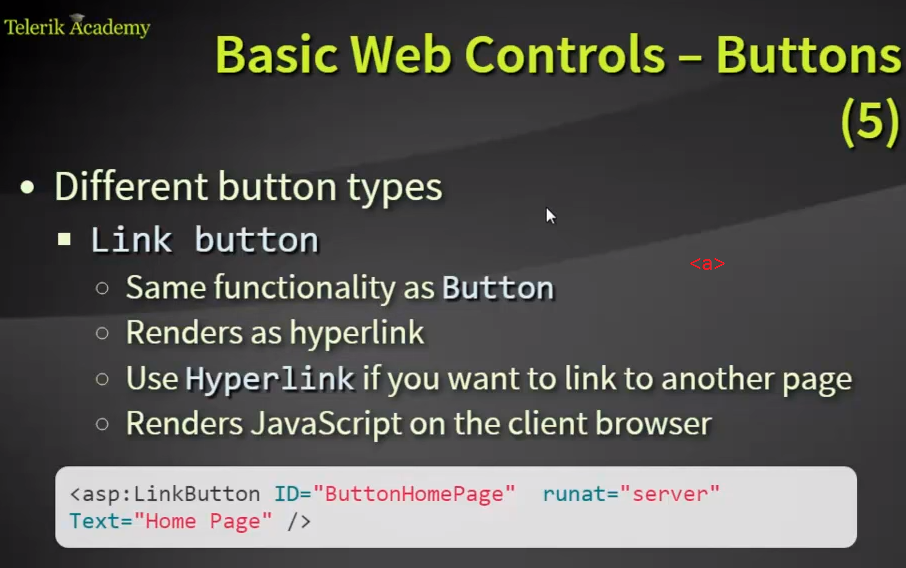 Telerik Academy
Basic Web Controls – Buttons
(5)
Different button types
Link button
<a>
Same functionality as Button
Renders as hyperlink
Use Hyperlink if you want to link to another page
Renders JavaScript on the client browser
<asp:LinkButton ID="ButtonHomePage" runat="server"
Text="Home Page" />